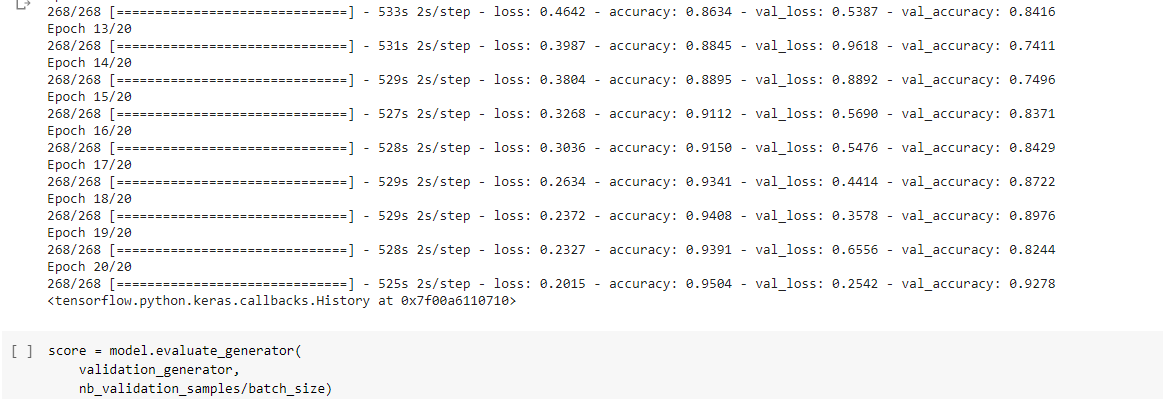 268/268 [==============================] - 533s 2s/step - loss: 0.4642 - accuracy: 0.8634 - val_loss: 0.5387 - val_accuracy: 0.8416
Epoch 13/20
268/268 [==============================] - 531s 2s/step - loss: 0.3987 - accuracy: 0.8845 - val_loss: 0.9618 - val_accuracy: 0.7411
Epoch 14/20
268/268 [==============================] - 529s 2s/step - loss: 0.3804 - accuracy: 0.8895 - val_loss: 0.8892 - val_accuracy: 0.7496
Epoch 15/20
268/268 [==============================] - 527s 2s/step - loss: 0.3268 - accuracy: 0.9112 - val_loss: 0.5690 - val_accuracy: 0.8371
Epoch 16/20
268/268 [==============================] - 528s 2s/step - loss: 0.3036 - accuracy: 0.9150 - val_loss: 0.5476 - val_accuracy: 0.8429
Epoch 17/20
268/268 [==============================] - 529s 2s/step - loss: 0.2634 - accuracy: 0.9341 - val_loss: 0.4414 - val_accuracy: 0.8722
Epoch 18/20
268/268 [==============================] - 529s 2s/step - loss: 0.2372 - accuracy: 0.9408 - val_loss: 0.3578 - val_accuracy: 0.8976
Epoch 19/20
268/268 [==============================] - 528s 2s/step - loss: 0.2327 - accuracy: 0.9391 - val_loss: 0.6556 - val_accuracy: 0.8244
Epoch 20/20
268/268 [==============================] - 525s 2s/step - loss: 0.2015 - accuracy: 0.9504 - val_loss: 0.2542 - val_accuracy: 0.9278
<tensorflow.python.keras.callbacks.History at 0x7f00a6110710>
[ ] score = model.evaluate_generator(
    validation_generator,
    nb_validation_samples/batch_size)